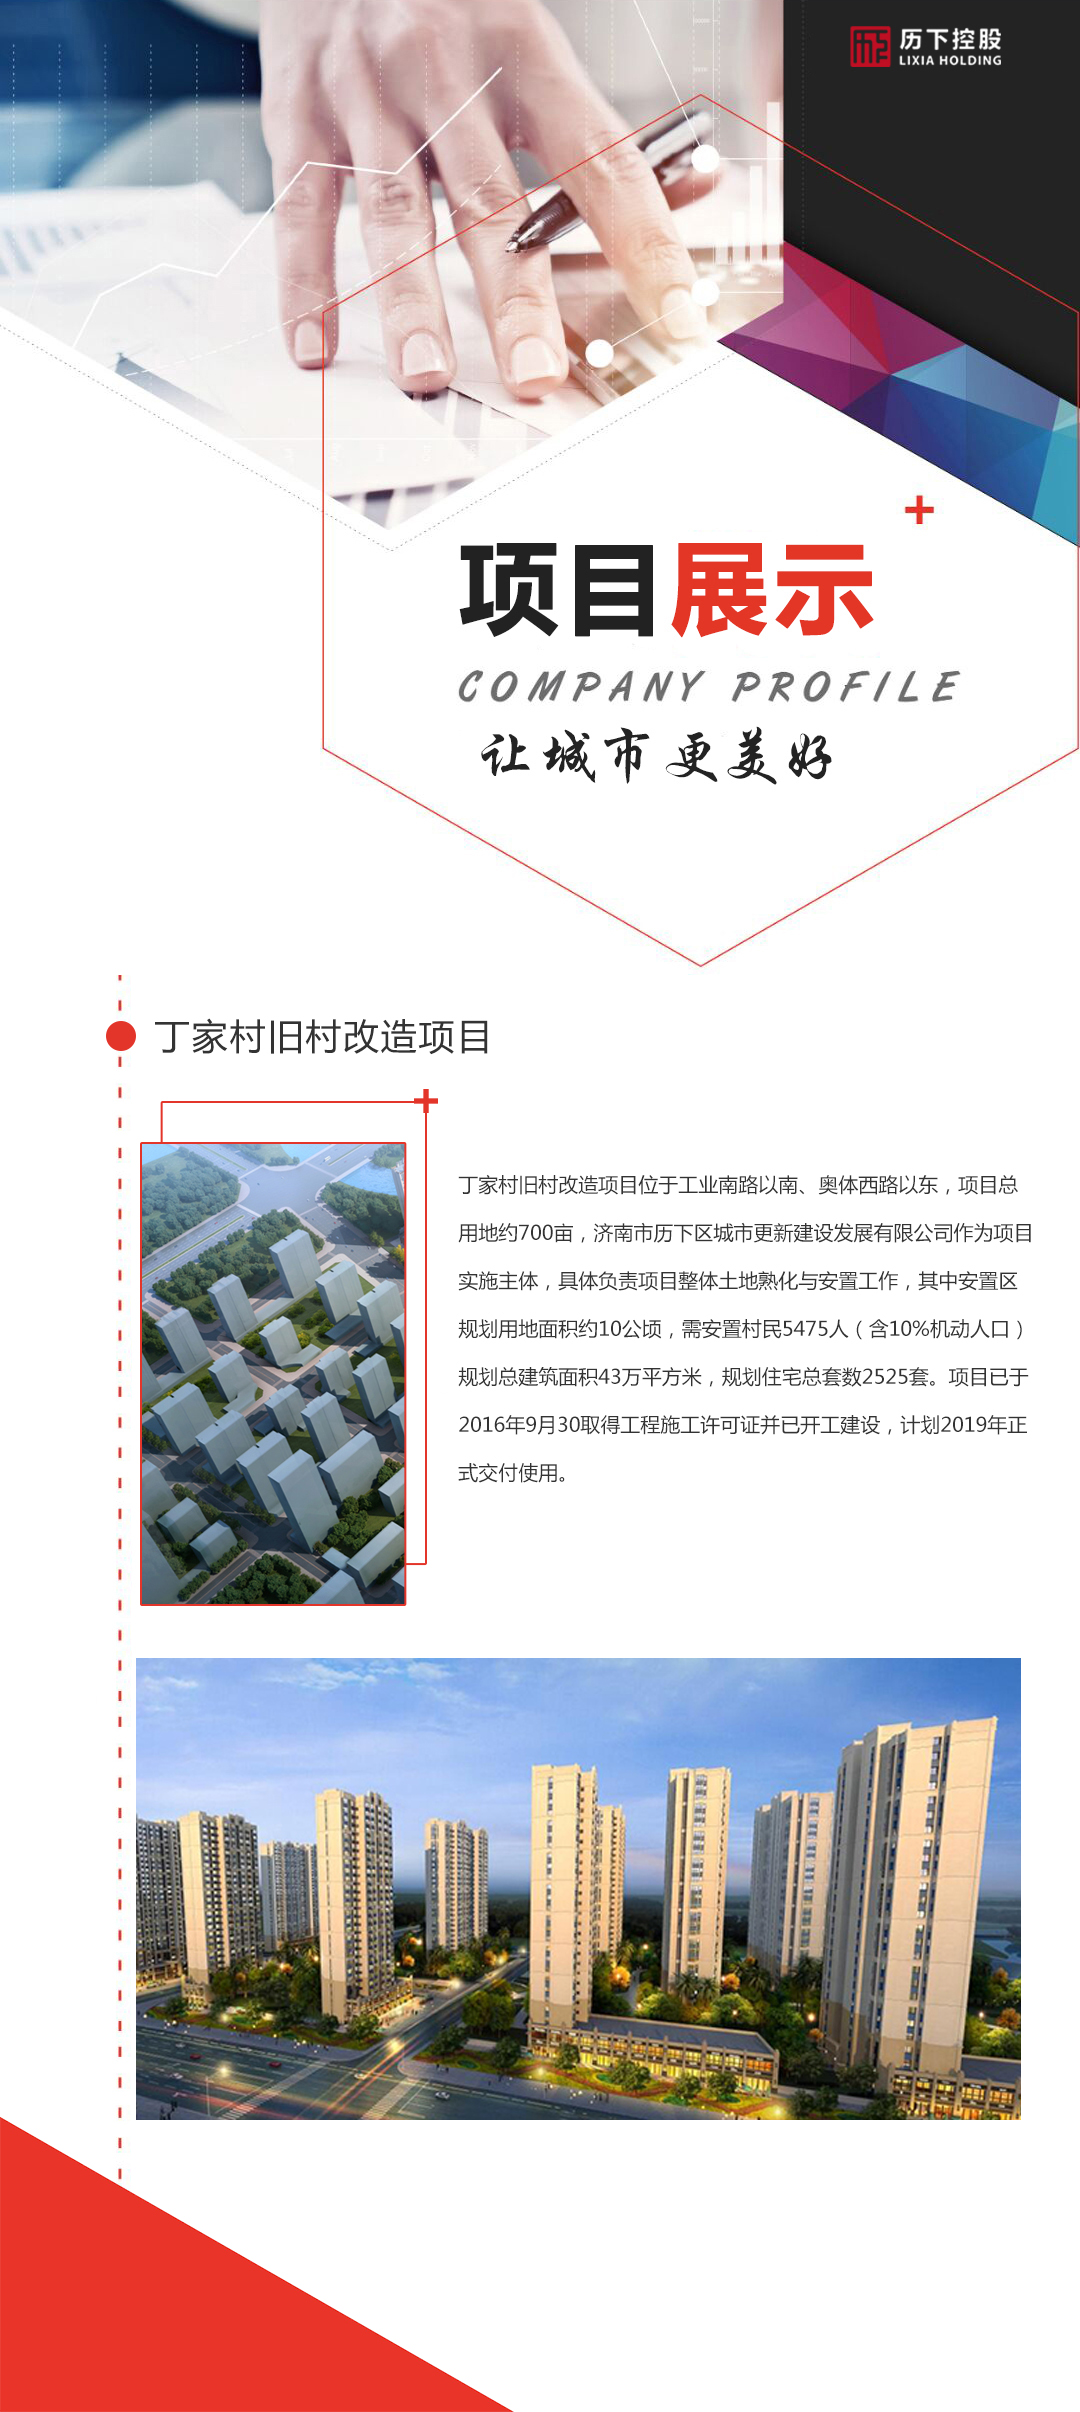 历下控股
LIXIA HOLDING
项目展示
COMPANY PROFILE
让城市更美好
丁家村旧村改造项目
丁家村旧村改造项目位于工业南路以南、奥体西路以东，项目总
用地约700亩，济南市历下区城市更新建设发展有限公司作为项目
实施主体，具体负责项目整体土地熟化与安置工作，其中安置区
规划用地面积约10公顷，需安置村民5475人（含10%机动人口）
规划总建筑面积43万平方米，规划住宅总套数2525套。项目已于
2016年9月30取得工程施工许可证并已开工建设，计划2019年正
式交付使用。